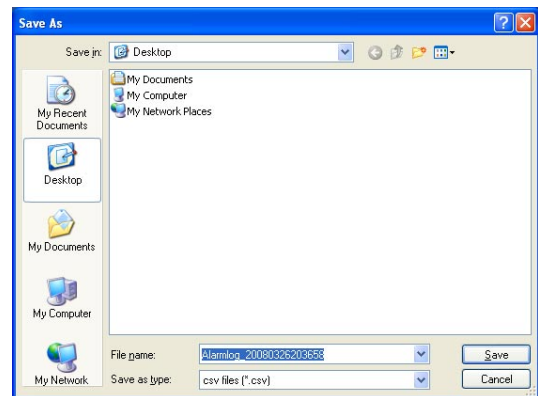 Save As
Save in: Desktop
My Recent
Documents
Desktop
My Documents
My Computer
My Network
My Documents
My Computer
My Network Places
File name: Alarmlog_20080326203658
Save as type: csv files (*.csv)
Save
Cancel